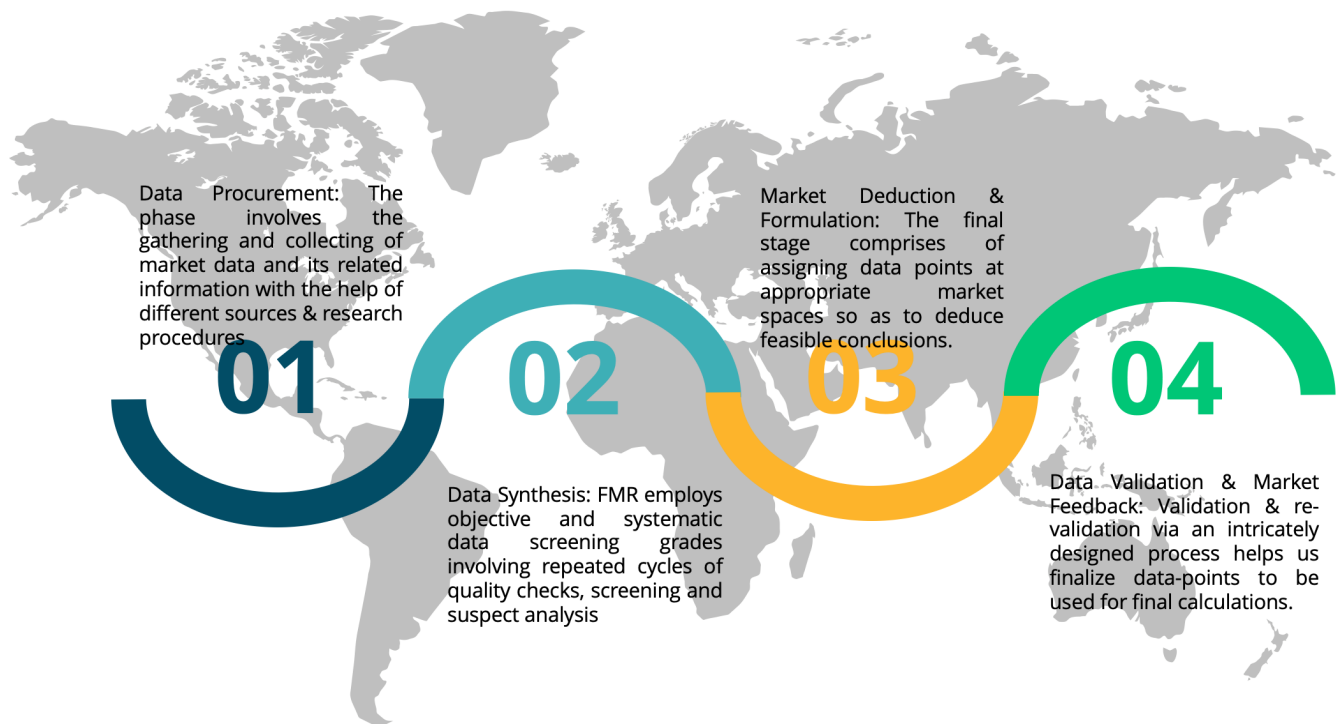 Data Procurement: The
phase involves the
gathering and collecting of
market data and its related
information with the help of
different sources & research
procedures
01
02
Data Synthesis: FMR employs
objective and systematic
data screening grades
involving repeated cycles of
quality checks, screening and
suspect analysis
Market Deduction &
Formulation: The final
stage comprises of
assigning data points at
appropriate market
spaces so as to deduce
feasible conclusions.
03
04
Data Validation & Market
Feedback: Validation & re-
validation via an intricately
designed process helps us
finalize data-points to be
used for final calculations.